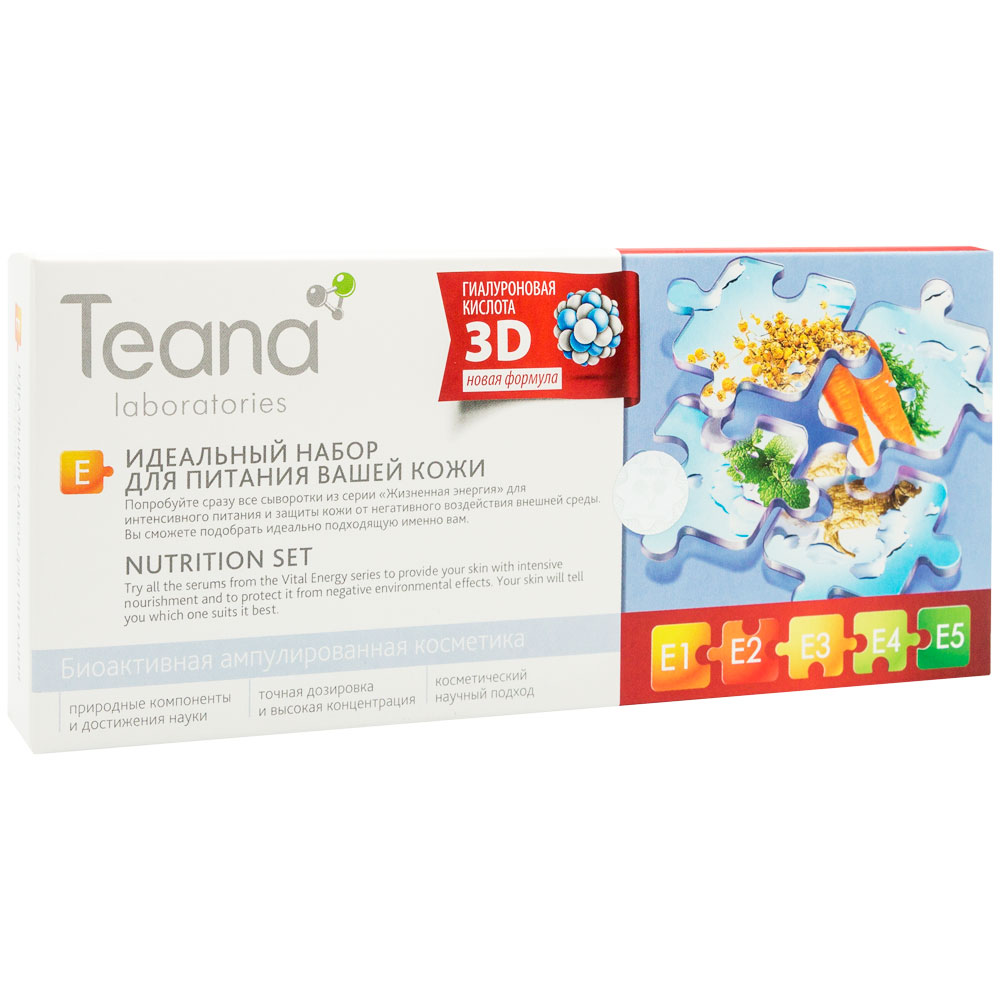 Teana
laboratories
ГИАЛУРОНОВАЯ
КИСЛОТА
3D
новая формула
E
ИДЕАЛЬНЫЙ НАБОР
ДЛЯ ПИТАНИЯ ВАШЕЙ КОЖИ
Попробуйте сразу все сыворотки из серии «Жизненная энергия» для
интенсивного питания и защиты кожи от негативного воздействия внешней среды.
Вы сможете подобрать идеально подходящую именно вам.
NUTRITION SET
Try all the serums from the Vital Energy series to provide your skin with intensive
nourishment and to protect it from negative environmental effects. Your skin will tell
you which one suits it best.
Биоактивная ампулированная косметика
природные компоненты
и достижения науки
точная дозировка
и высокая концентрация
косметический
научный подход
E1 E2 E3 E4 E5